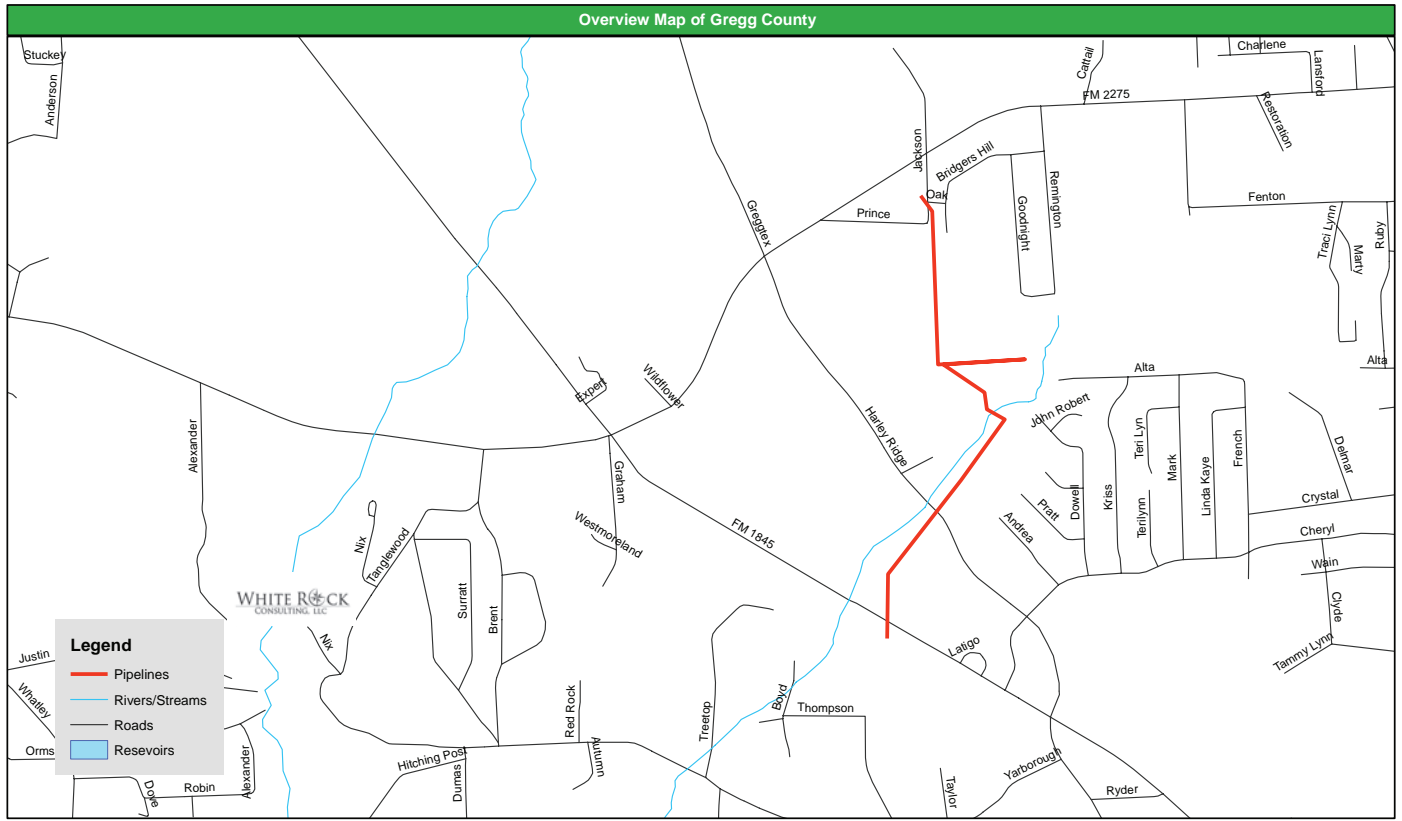 Overview Map of Gregg County
Stuckey
Anderson
Cattail
Charlene
Lansford
FM 2275
Restoration
Jackson
Bridgers Hill
Oak
Prince
Goodnight
Remington
Fenton
Traci Lynn
Marty
Ruby
Greggtex
Expert
Wildflower
Alta
Alta
Harley Ridge
John Robert
Teri Lyn
Mark
Linda Kaye
French
Delmar
Alexander
Graham
Westmoreland
FM 1845
Nix
Tanglewood
Pratt
Andrea
Dowell
Kriss
Terilynn
Crystal
Cheryl
Wain
Clyde
Tammy Lynn
WHITE ROCK
CONSULTING, LLC
Surratt
Brent
Nix
Latigo
Legend
Pipelines
Rivers/Streams
Roads
Resevoirs
Justin
Whatley
Orms
Dove
Robin
Alexander
Hitching Post
Dumas
Red Rock
Autumn
Treetop
Boyd
Thompson
Taylor
Yarborough
Ryder